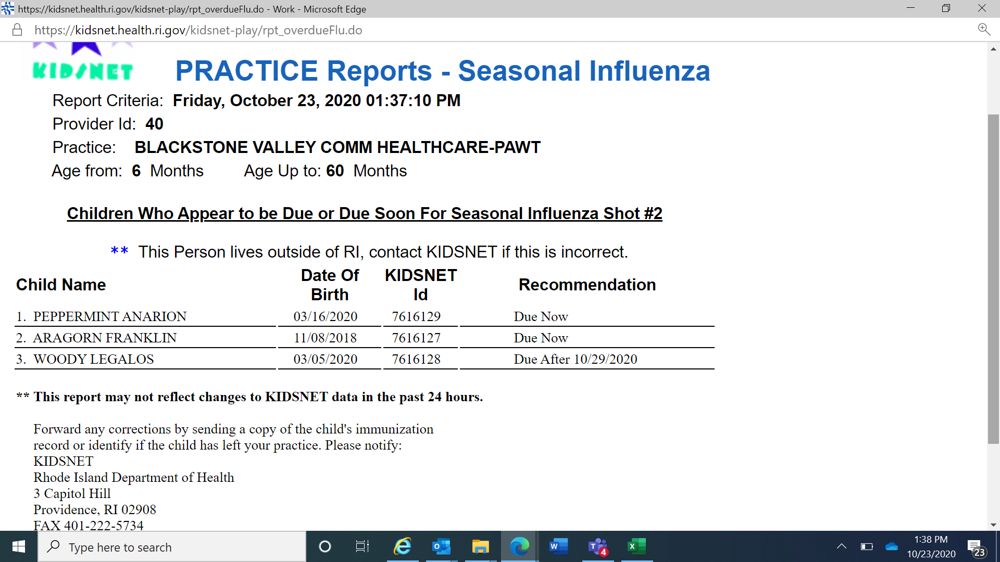 https://kidsnet.health.ri.gov/kidsnet-play/rpt_overdueFlu.do - Work - Microsoft Edge
https://kidsnet.health.ri.gov/kidsnet-play/rpt_overdueFlu.do
KIDSNET
PRACTICE Reports - Seasonal Influenza
Report Criteria: Friday, October 23, 2020 01:37:10 PM
Provider Id: 40
Practice: BLACKSTONE VALLEY COMM HEALTHCARE-PAWT
Age from: 6 Months Age Up to: 60 Months
Children Who Appear to be Due or Due Soon For Seasonal Influenza Shot #2
** This Person lives outside of RI, contact KIDSNET if this is incorrect.
Child Name Date Of Birth KIDSNET Id Recommendation
1. PEPPERMINT ANARION 03/16/2020 7616129 Due Now
2. ARAGORN FRANKLIN 11/08/2018 7616127 Due Now
3. WOODY LEGALOS 03/05/2020 7616128 Due After 10/29/2020
** This report may not reflect changes to KIDSNET data in the past 24 hours.
Forward any corrections by sending a copy of the child's immunization
record or identify if the child has left your practice. Please notify:
KIDSNET
Rhode Island Department of Health
3 Capitol Hill
Providence, RI 02908
FAX 401-222-5734
Type here to search
4
1:38 PM
10/23/2020
23